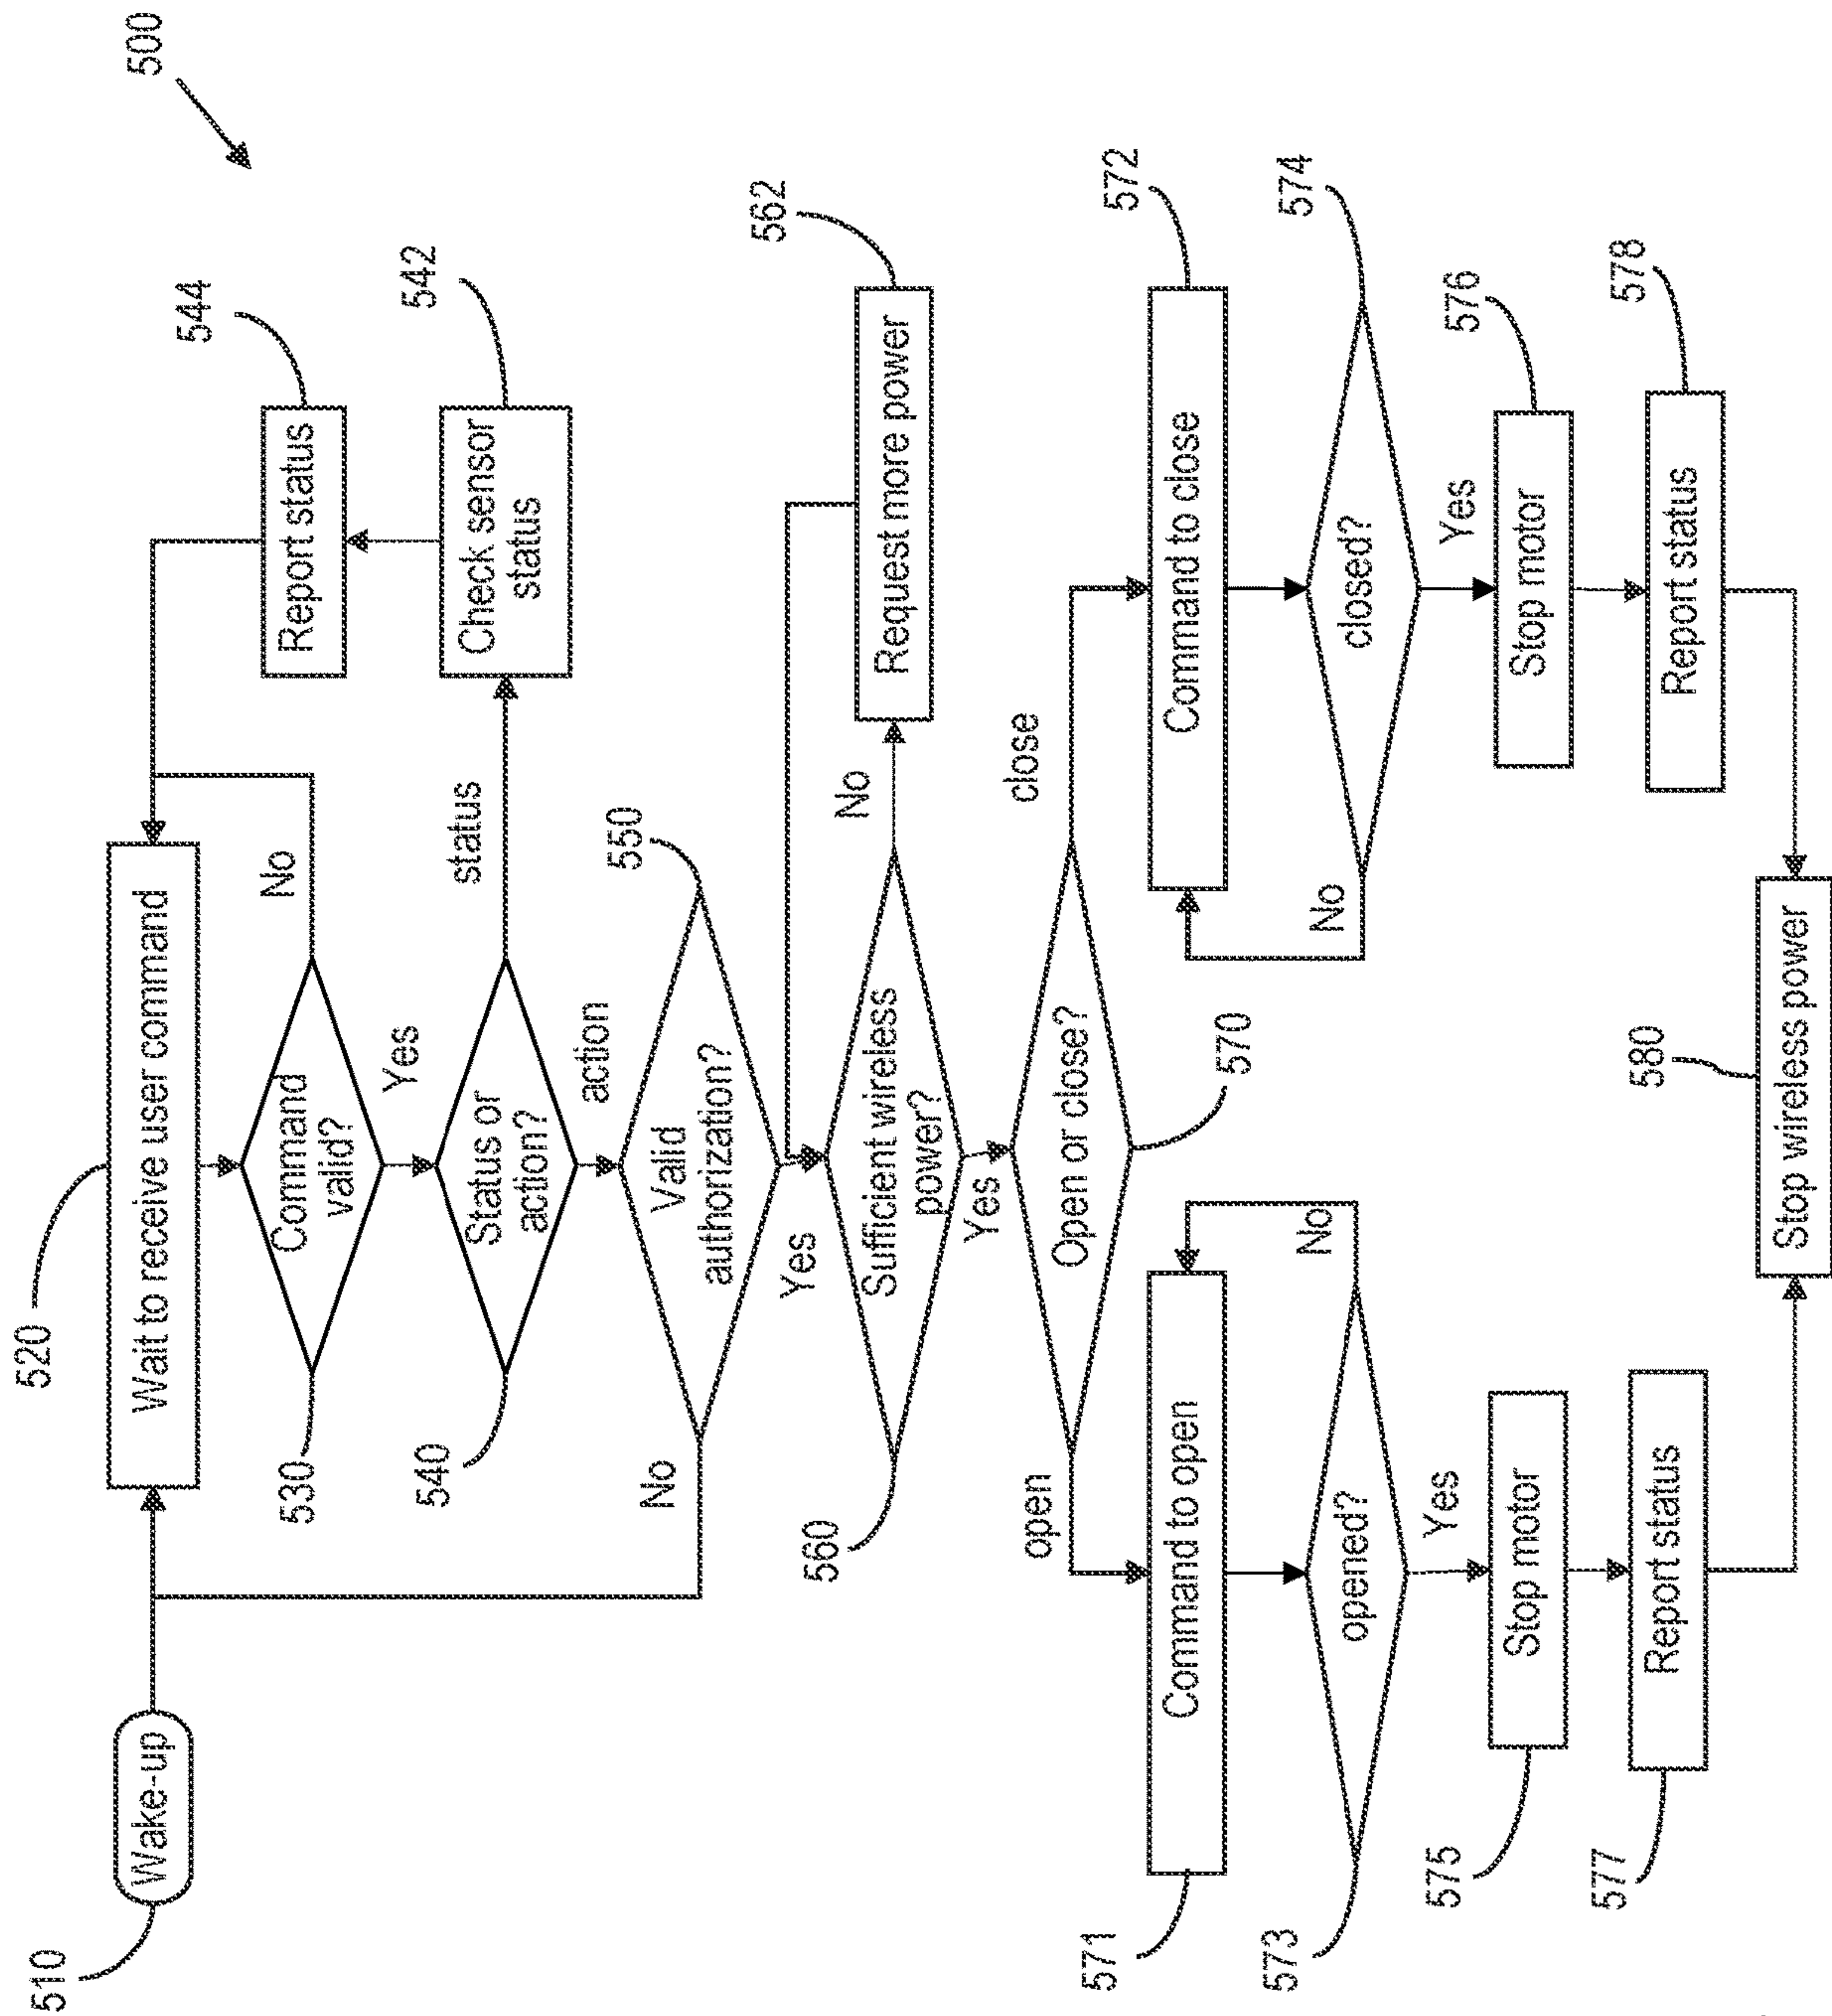 500
510
Wake-up
520
Wait to receive user command
530
Command
valid?
No
Yes
544
Report status
542
Check sensor
status
540
Status or
action?
status
action
550
Valid
authorization?
No
Yes
560
Sufficient wireless
power?
No
562
Request more power
Yes
570
Open or close?
open
close
571
Command to open
572
Command to close
573
opened?
No
Yes
574
closed?
No
Yes
575
Stop motor
576
Stop motor
577
Report status
578
Report status
580
Stop wireless power